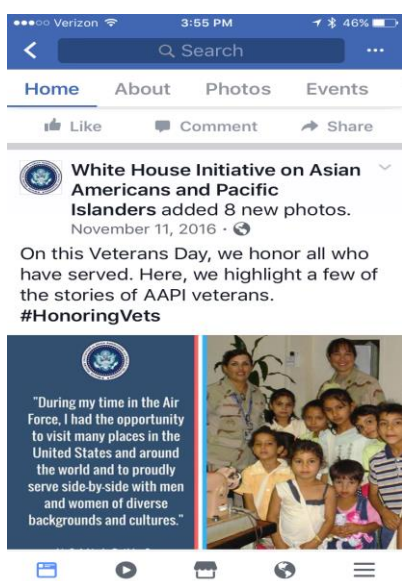 Verizon 3:55 PM 46%
Search
Home About Photos Events
Like Comment Share
White House Initiative on Asian
Americans and Pacific
Islanders added 8 new photos.
November 11, 2016 ·
On this Veterans Day, we honor all who
have served. Here, we highlight a few of
the stories of AAPI veterans.
#HonoringVets
"During my time in the Air
Force, I had the opportunity
to visit many places in the
United States and around
the world and to proudly
serve side-by-side with men
and women of diverse
backgrounds and cultures."